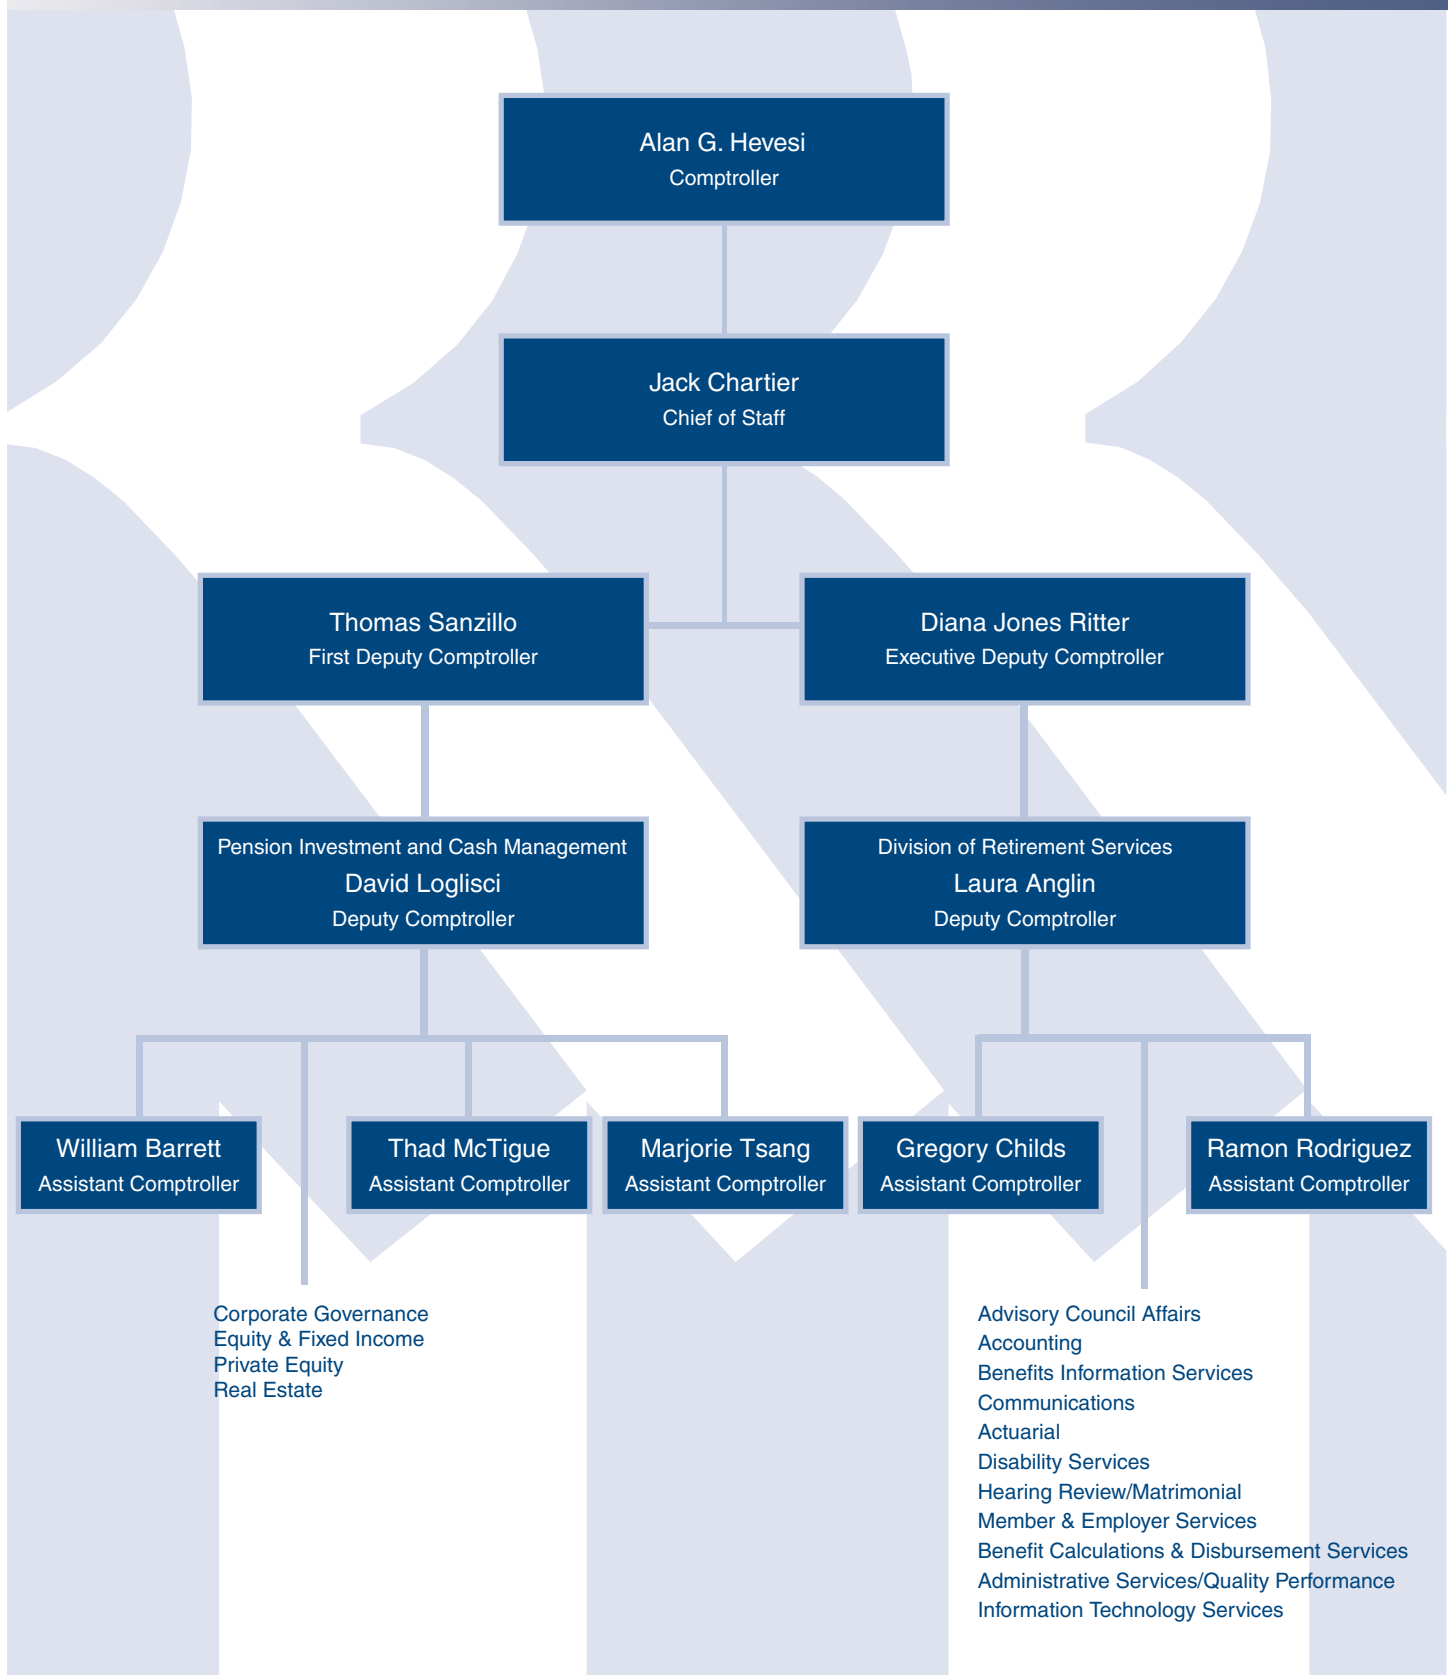 Alan G. Hevesi
Comptroller
Jack Chartier
Chief of Staff
Thomas Sanzillo
First Deputy Comptroller
Diana Jones Ritter
Executive Deputy Comptroller
Pension Investment and Cash Management
David Loglisci
Deputy Comptroller
Division of Retirement Services
Laura Anglin
Deputy Comptroller
William Barrett
Assistant Comptroller
Thad McTigue
Assistant Comptroller
Marjorie Tsang
Assistant Comptroller
Gregory Childs
Assistant Comptroller
Ramon Rodriguez
Assistant Comptroller
Corporate Governance
Equity & Fixed Income
Private Equity
Real Estate
Advisory Council Affairs
Accounting
Benefits Information Services
Communications
Actuarial
Disability Services
Hearing Review/Matrimonial
Member & Employer Services
Benefit Calculations & Disbursement Services
Administrative Services/Quality Performance
Information Technology Services